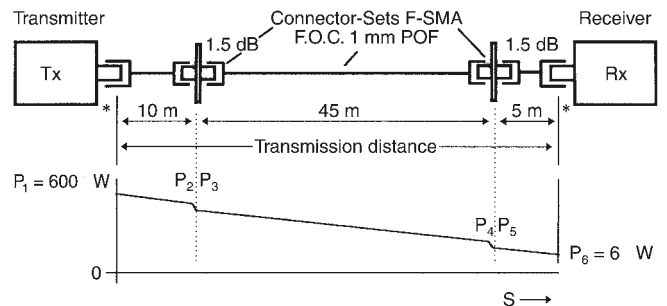 Transmitter
Connector-Sets F-SMA
Receiver
1.5 dB
F.O.C. 1 mm POF
1.5 dB
Tx
Rx
* 10 m 45 m 5 m *
Transmission distance
P1 = 600 W
P2 P3
P4 P5
P6 = 6 W
0
S